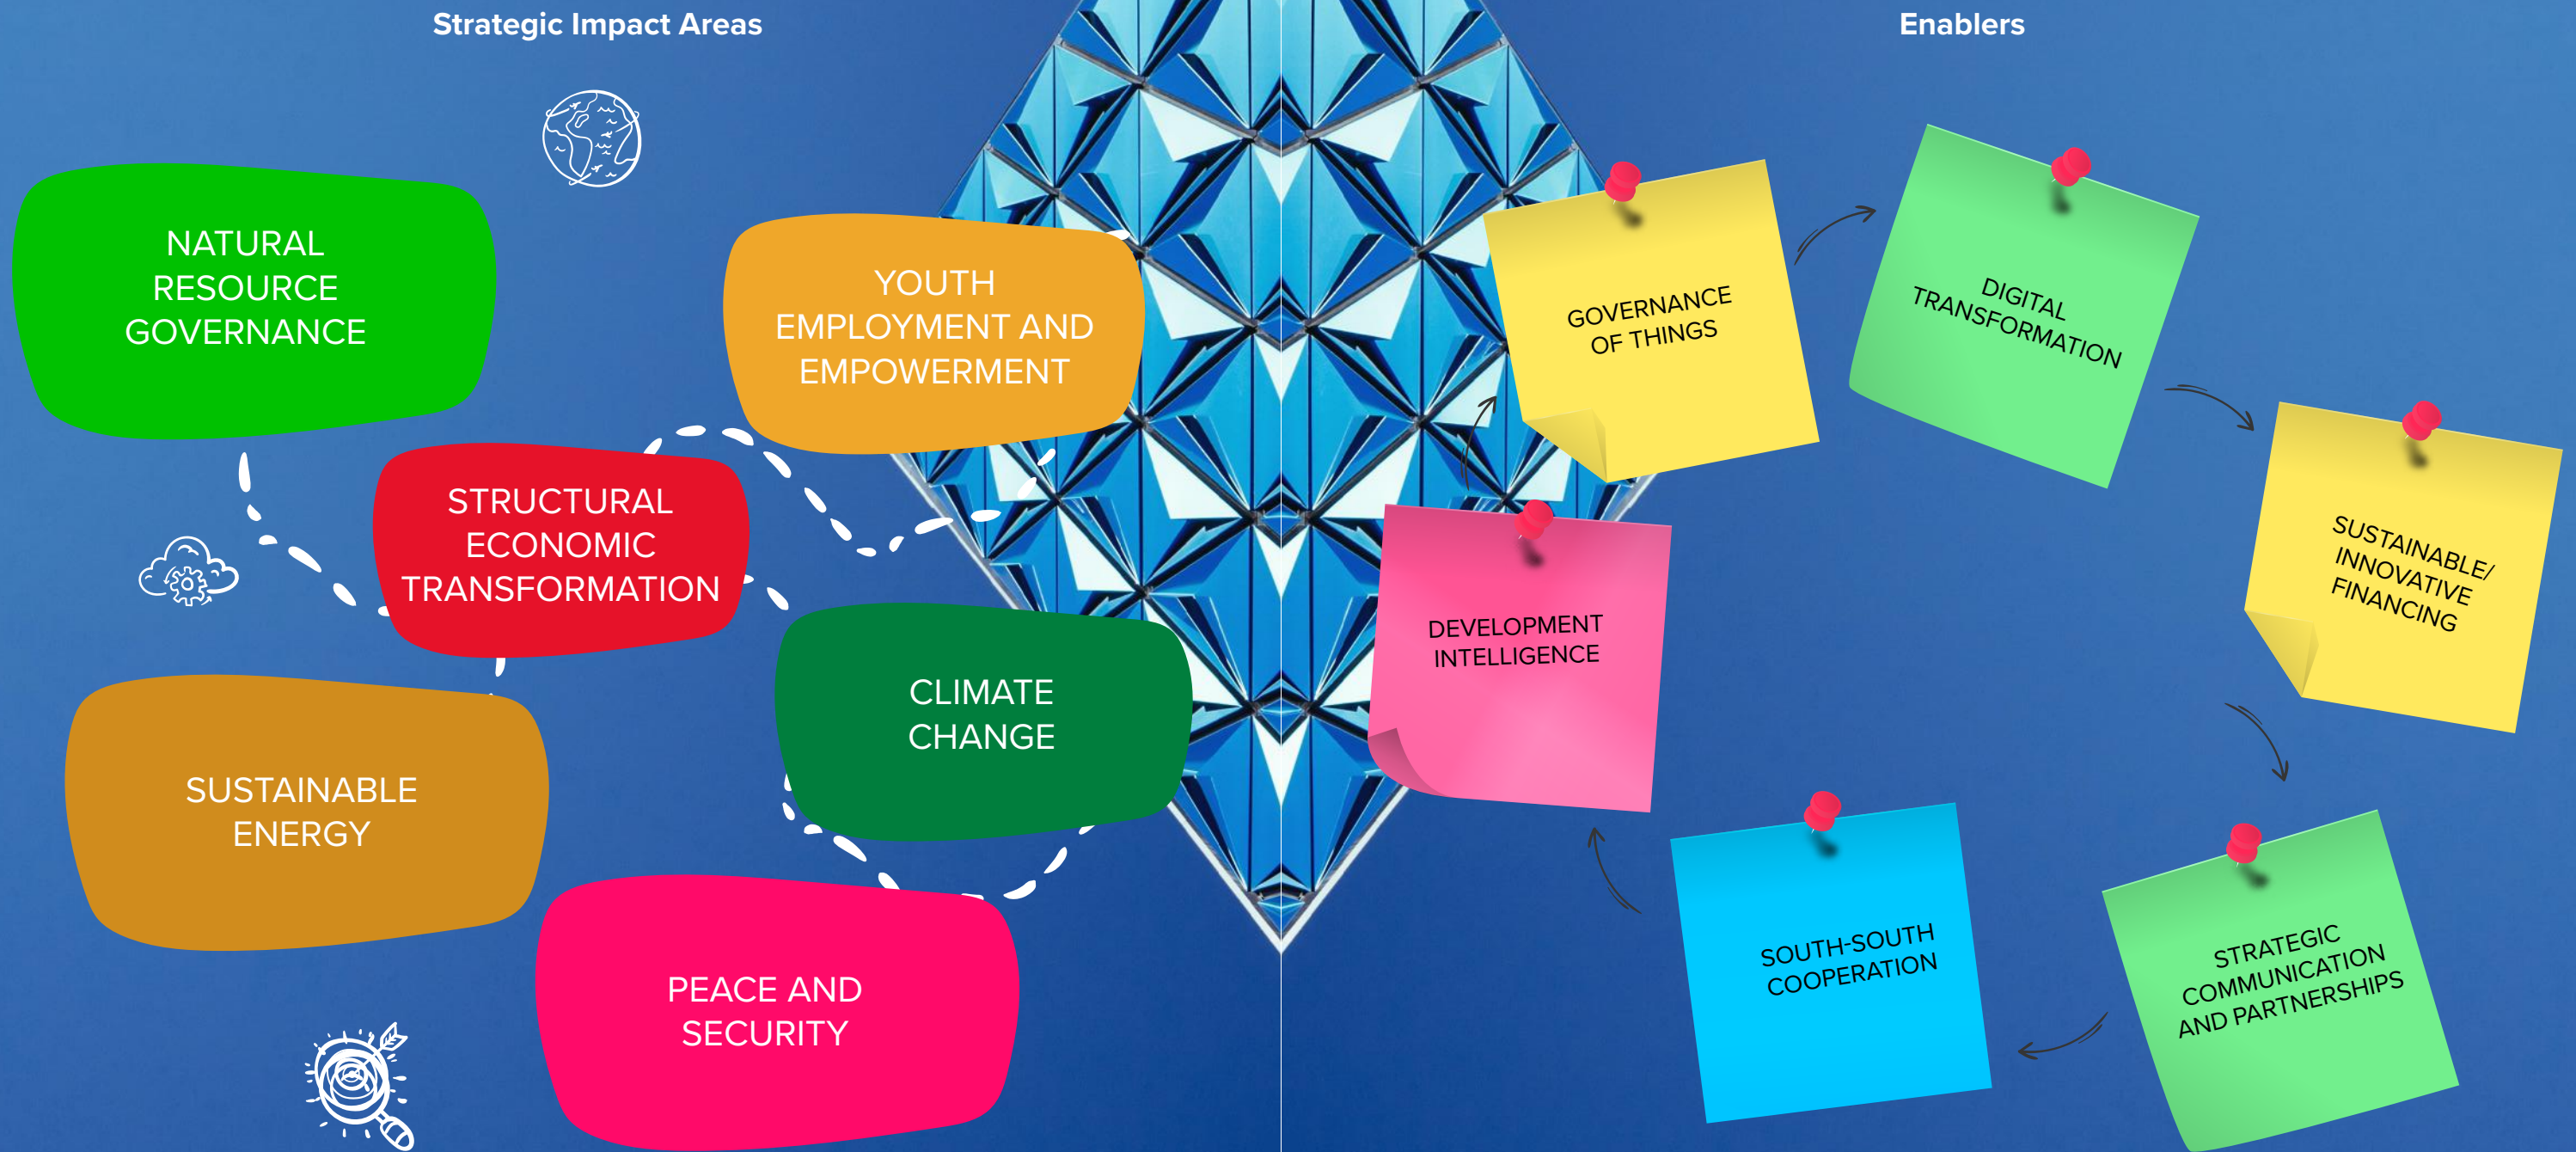 Strategic Impact Areas
NATURAL
RESOURCE
GOVERNANCE
YOUTH
EMPLOYMENT AND
EMPOWERMENT
STRUCTURAL
ECONOMIC
TRANSFORMATION
CLIMATE
CHANGE
SUSTAINABLE
ENERGY
PEACE AND
SECURITY
Enablers
GOVERNANCE
OF THINGS
DIGITAL
TRANSFORMATION
SUSTAINABLE/
INNOVATIVE
FINANCING
DEVELOPMENT
INTELLIGENCE
SOUTH-SOUTH
COOPERATION
STRATEGIC
COMMUNICATION
AND PARTNERSHIPS